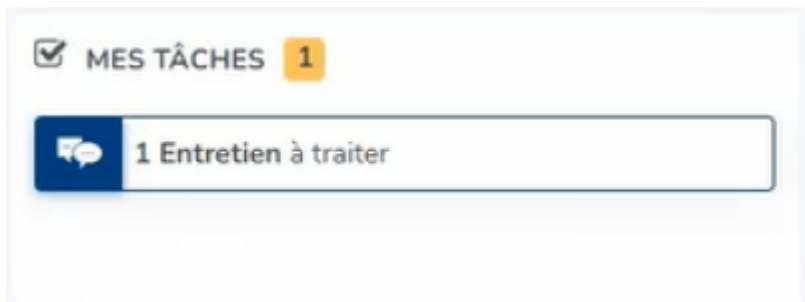 MES TÂCHES 1
1 Entretien à traiter